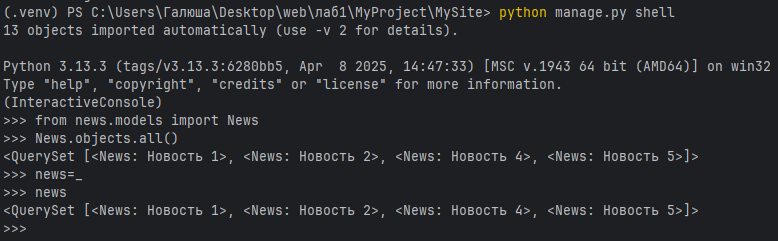 (.venv) PS C:\Users\Галюша\Desktop\web\лаб1\MyProject\MySite> python manage.py shell
13 objects imported automatically (use -v 2 for details).
Python 3.13.3 (tags/v3.13.3:6280bb5, Apr  8 2025, 14:47:33) [MSC v.1943 64 bit (AMD64)] on win32
Type "help", "copyright", "credits" or "license" for more information.
(InteractiveConsole)
>>> from news.models import News
>>> News.objects.all()
<QuerySet [<News: Новость 1>, <News: Новость 2>, <News: Новость 4>, <News: Новость 5>]>
>>> news=_
>>> news
<QuerySet [<News: Новость 1>, <News: Новость 2>, <News: Новость 4>, <News: Новость 5>]>
>>>